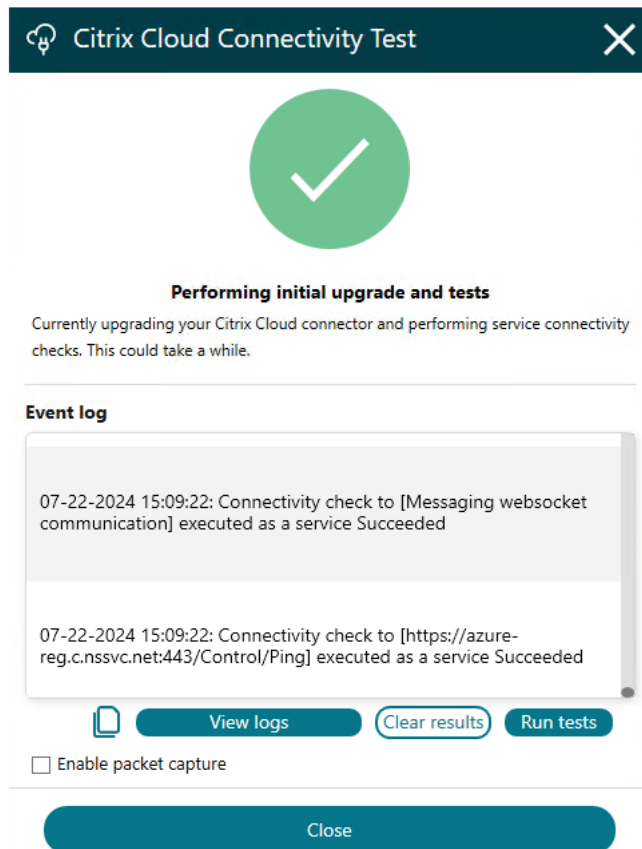 Citrix Cloud Connectivity Test
Performing initial upgrade and tests
Currently upgrading your Citrix Cloud connector and performing service connectivity
checks. This could take a while.
Event log
07-22-2024 15:09:22: Connectivity check to [Messaging websocket
communication] executed as a service Succeeded
07-22-2024 15:09:22: Connectivity check to [https://azure-
reg.c.nssvc.net:443/Control/Ping] executed as a service Succeeded
View logs
Clear results
Run tests
Enable packet capture
Close